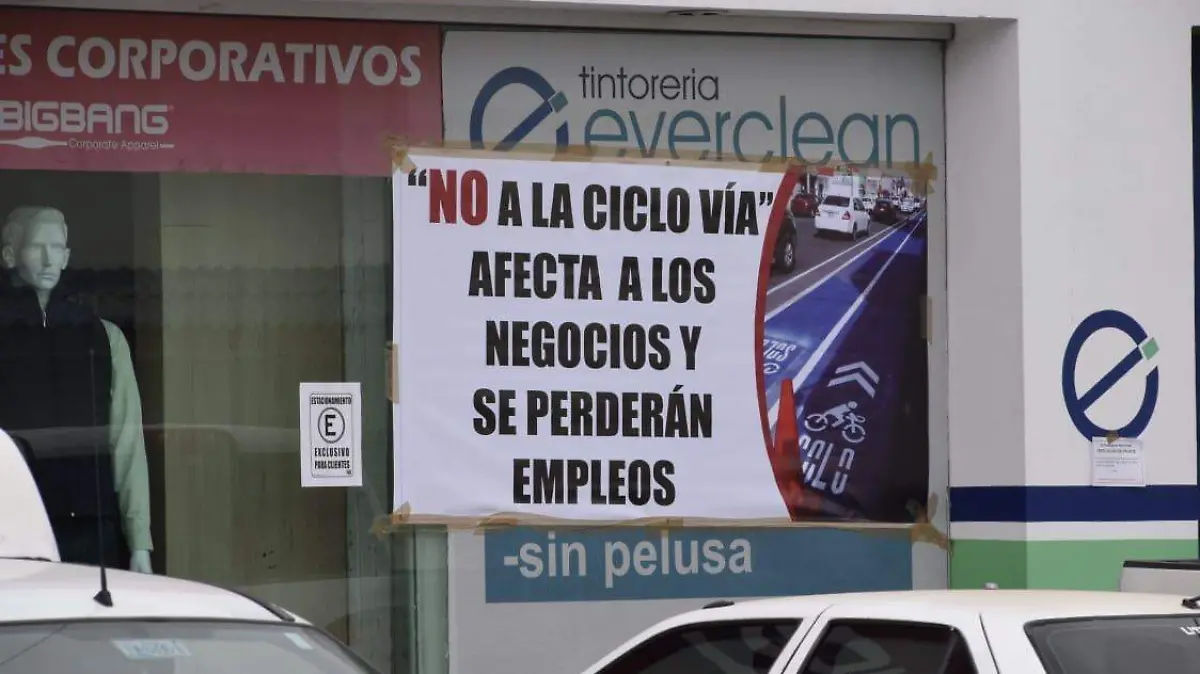 ES CORPORATIVOS
BIGBANG®
Corporate Apparel
tintoreria
everclean
"NO A LA CICLO VÍA"
AFECTA A LOS
NEGOCIOS Y
SE PERDERÁN
EMPLEOS
SOLO
ESTACIONAMIENTO
E
EXCLUSIVO
PARA CLIENTES
-sin pelusa